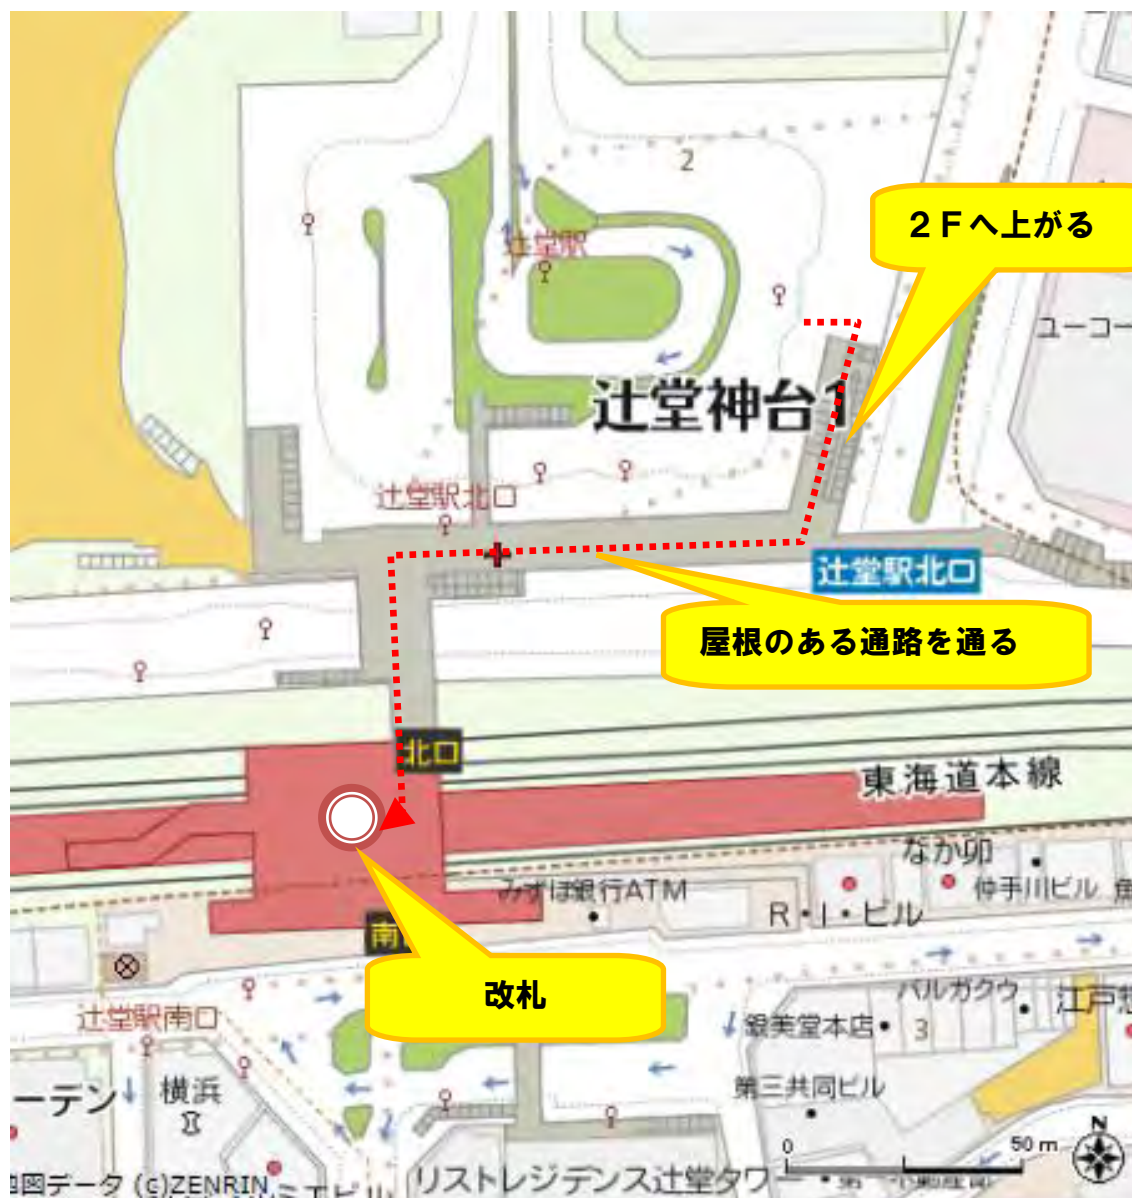 2
２Ｆへ上がる
辻堂駅
ユーコー
辻堂神台1
辻堂駅北口
辻堂駅北口
屋根のある通路を通る
北口
東海道本線
なか卯
みずほ銀行ATM
仲手川ビル
R・I・ビル
南
改札
バルガクウ
江戸
辻堂駅南口
銀美堂本店
3
ーデン
横浜
第三共同ビル
N
0
50 m
図データ (c)ZENRIN
リストレジデンス辻堂タワ